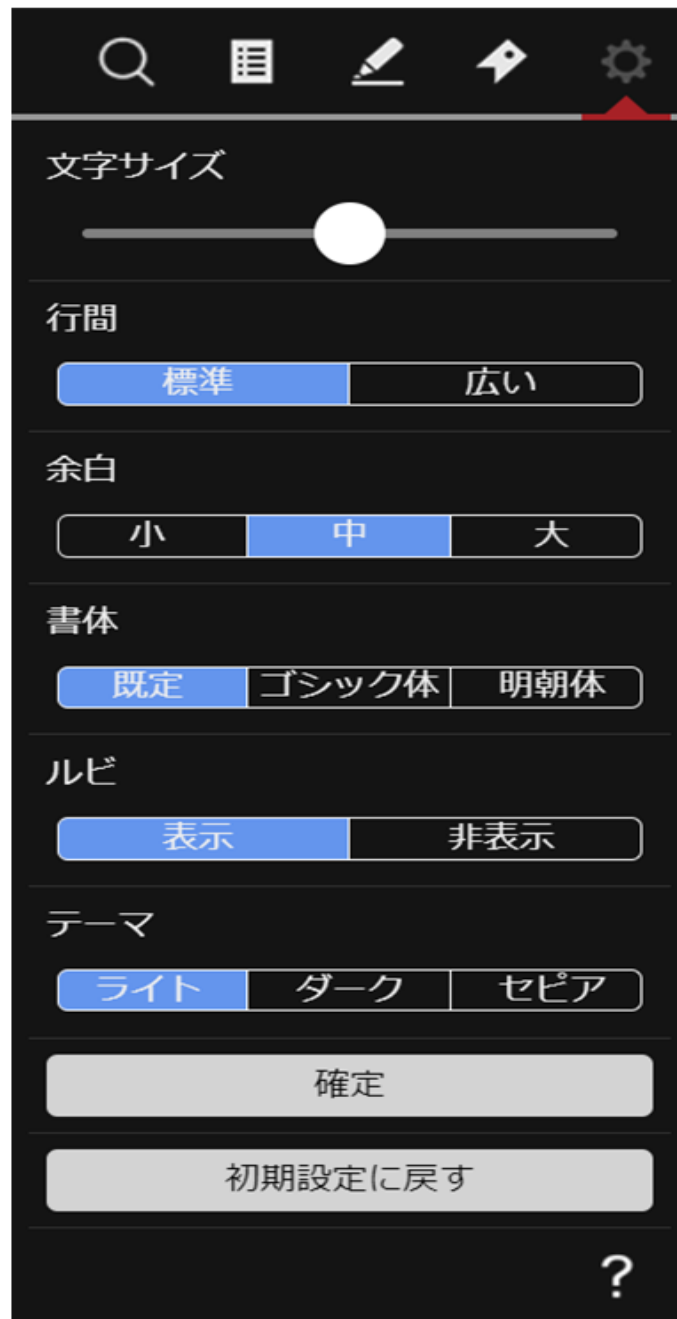 文字サイズ
行間
標準 広い
余白
小 中 大
書体
既定 ゴシック体 明朝体
ルビ
表示 非表示
テーマ
ライト ダーク セピア
確定
初期設定に戻す
?